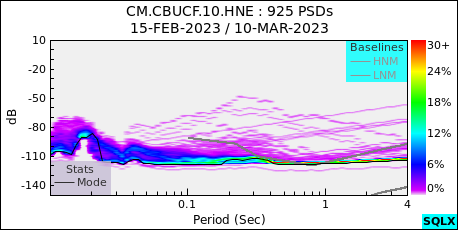 CM.CBUCF.10.HNE : 925 PSDs
15-FEB-2023 / 10-MAR-2023
10
-20
-50
-80
-110
-140
dB
Baselines
HNM
LNM
Stats
Mode
30+
24%
18%
12%
6%
0%
0.1
1
4
Period (Sec)
SQLX